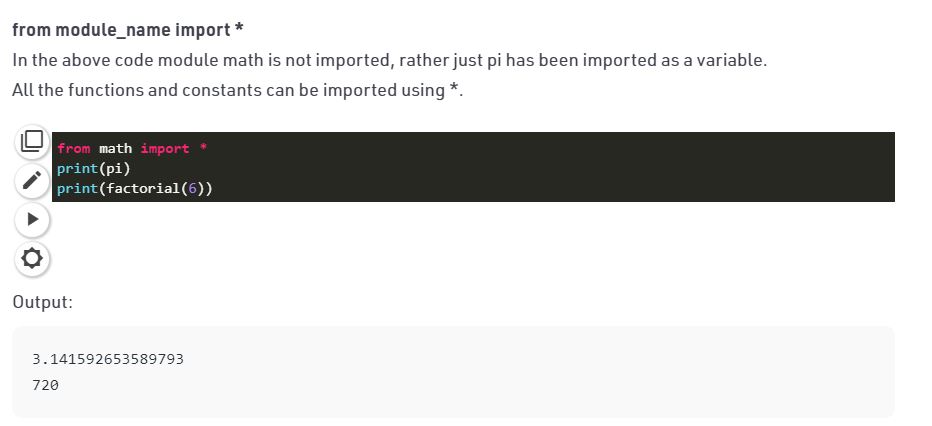 from module_name import *
In the above code module math is not imported, rather just pi has been imported as a variable.
All the functions and constants can be imported using *.
from math import *
print(pi)
print(factorial(6))
Output:
3.141592653589793
720